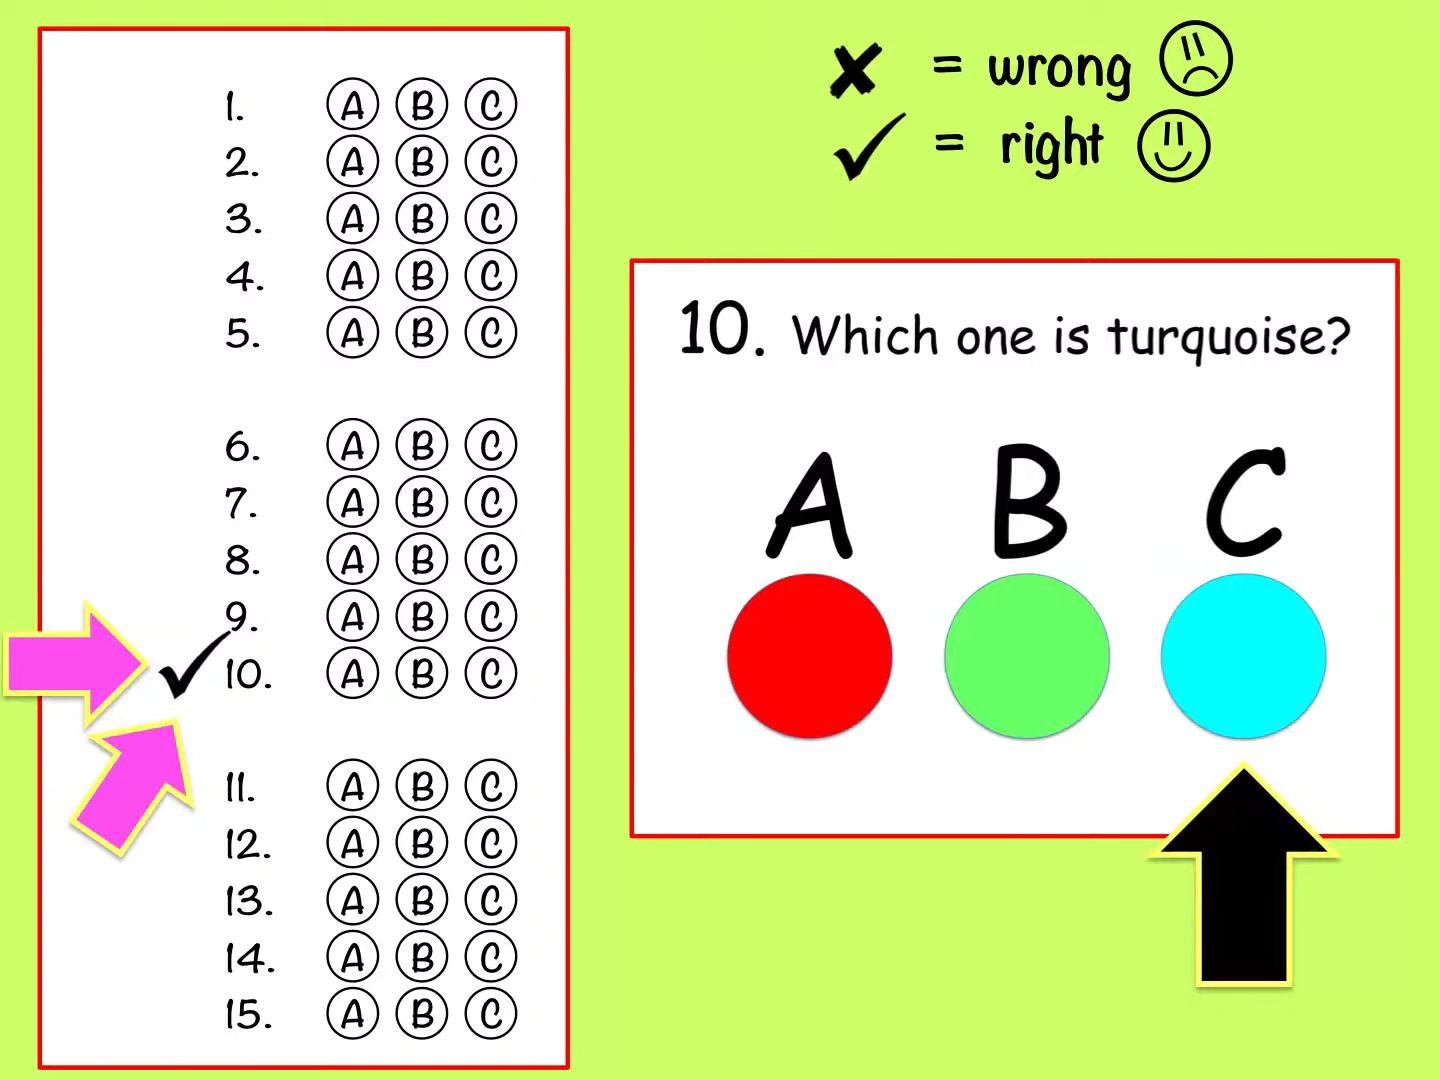 1. A B C
2. A B C
3. A B C
4. A B C
5. A B C
6. A B C
7. A B C
8. A B C
9. A B C
10. A B C
11. A B C
12. A B C
13. A B C
14. A B C
15. A B C
✘ = wrong
✓ = right
10. Which one is turquoise?
A B C